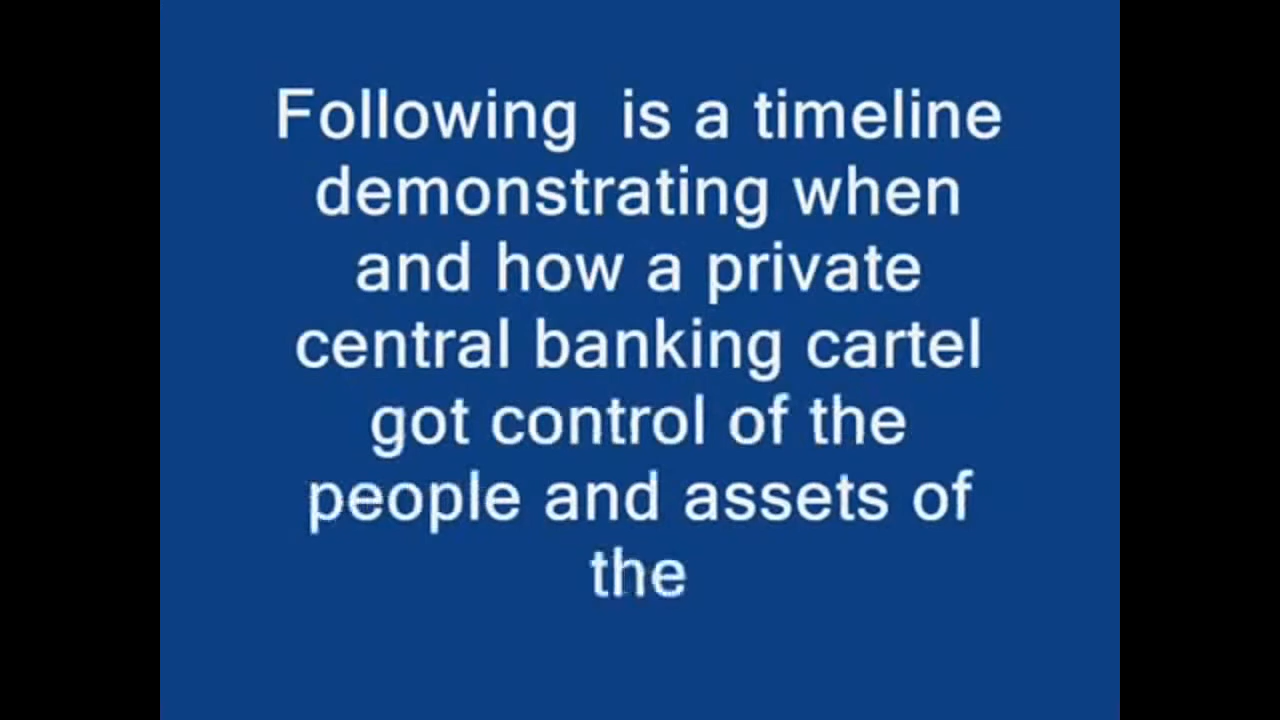 Following  is a timeline
demonstrating when
and how a private
central banking cartel
got control of the
people and assets of
the